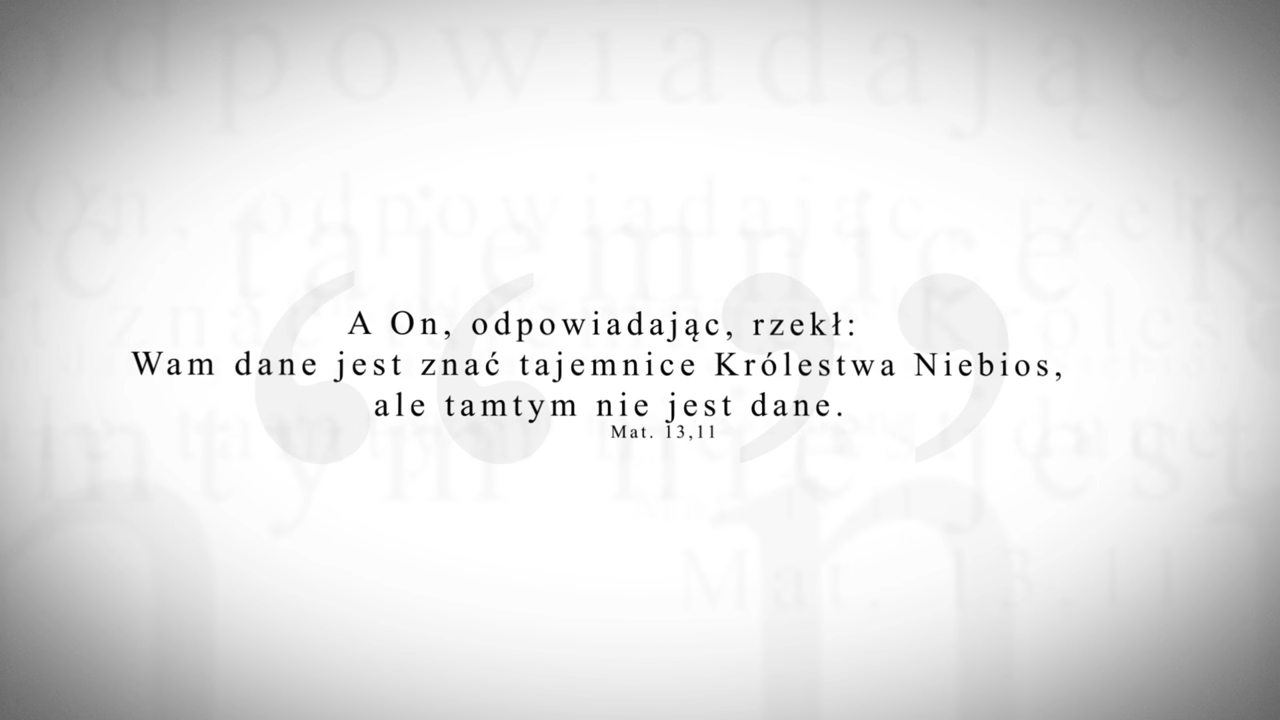 A On, odpowiadając, rzekł:
Wam dane jest znać tajemnice Królestwa Niebios,
ale tamtym nie jest dane.
Mat. 13,11